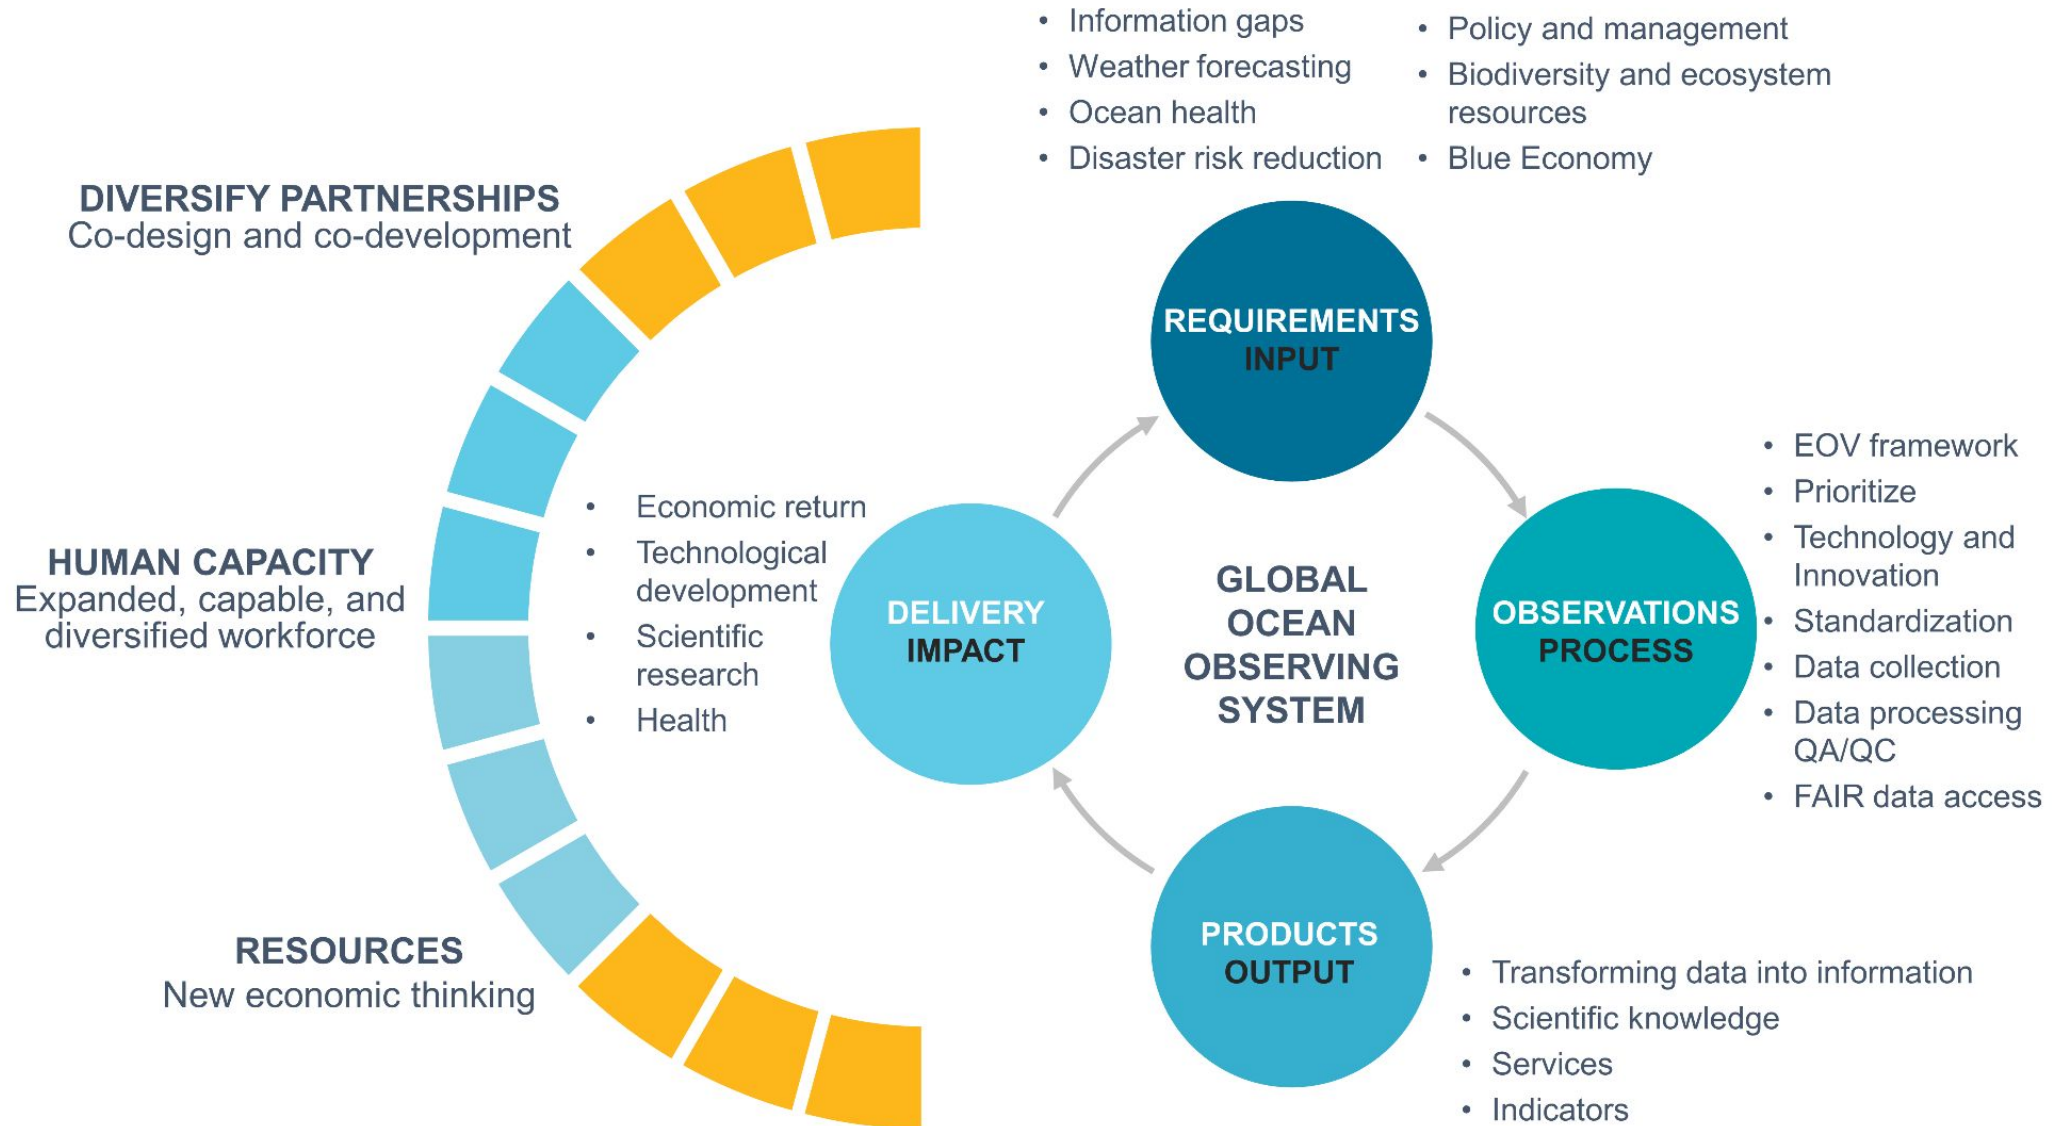 • Information gaps
• Weather forecasting
• Ocean health
• Disaster risk reduction
• Policy and management
• Biodiversity and ecosystem
resources
• Blue Economy
DIVERSIFY PARTNERSHIPS
Co-design and co-development
HUMAN CAPACITY
Expanded, capable, and
diversified workforce
RESOURCES
New economic thinking
REQUIREMENTS
INPUT
• EOV framework
• Prioritize
• Technology and
Innovation
• Standardization
• Data collection
• Data processing
QA/QC
• FAIR data access
OBSERVATIONS
PROCESS
GLOBAL
OCEAN
OBSERVING
SYSTEM
• Economic return
• Technological
development
• Scientific
research
• Health
DELIVERY
IMPACT
PRODUCTS
OUTPUT
• Transforming data into information
• Scientific knowledge
• Services
• Indicators